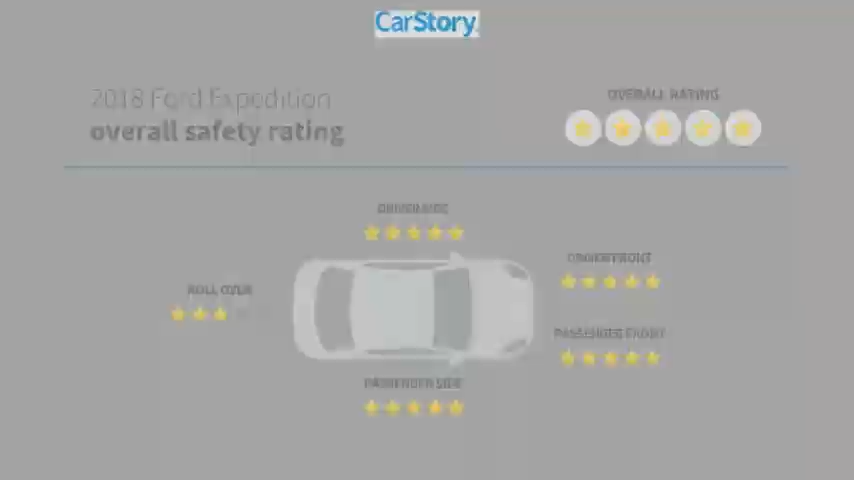 CarStory
2018 Ford Expedition
overall safety rating
OVERALL RATING
DRIVER SIDE
DRIVER FRONT
ROLL OVER
PASSENGER FRONT
PASSENGER SIDE